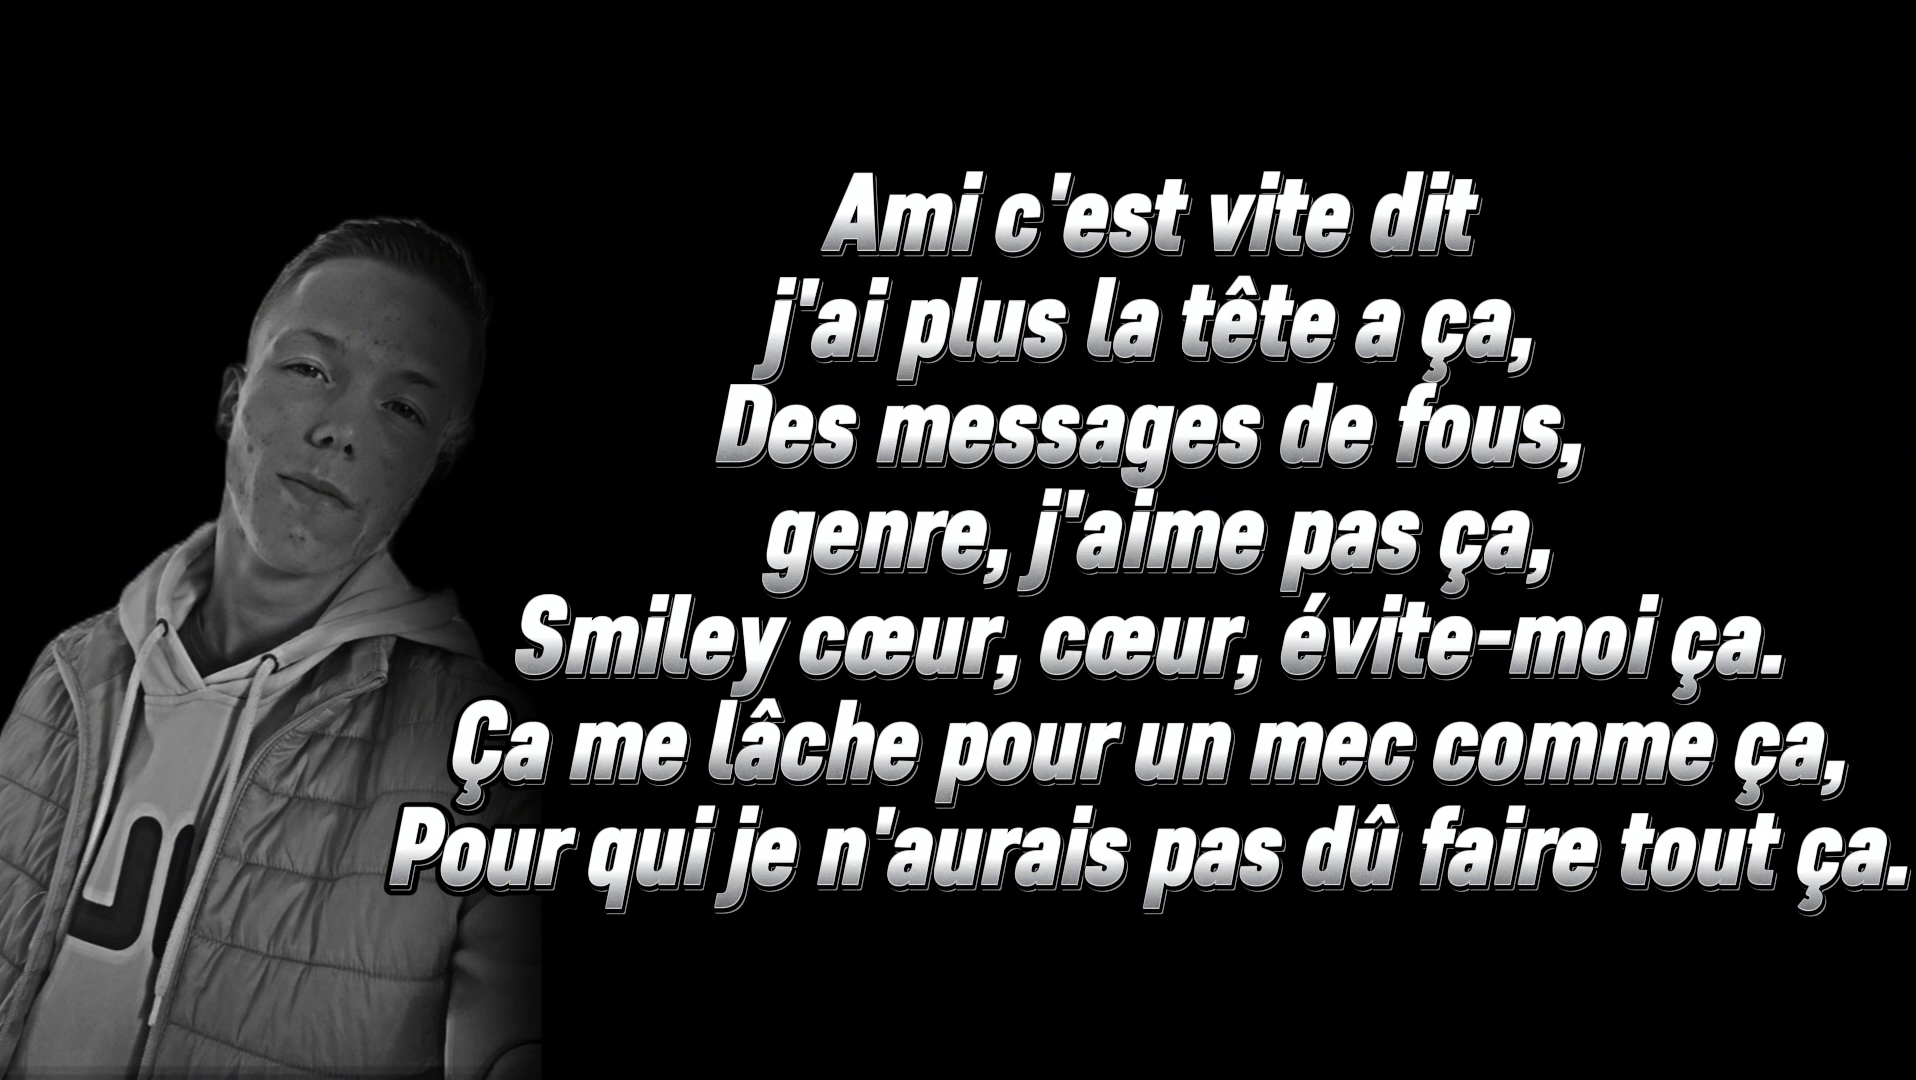 Ami c'est vite dit
j'ai plus la tête a ça,
Des messages de fous,
genre, j'aime pas ça,
Smiley cœur, cœur, évite-moi ça.
Ça me lâche pour un mec comme ça,
Pour qui je n'aurais pas dû faire tout ça.